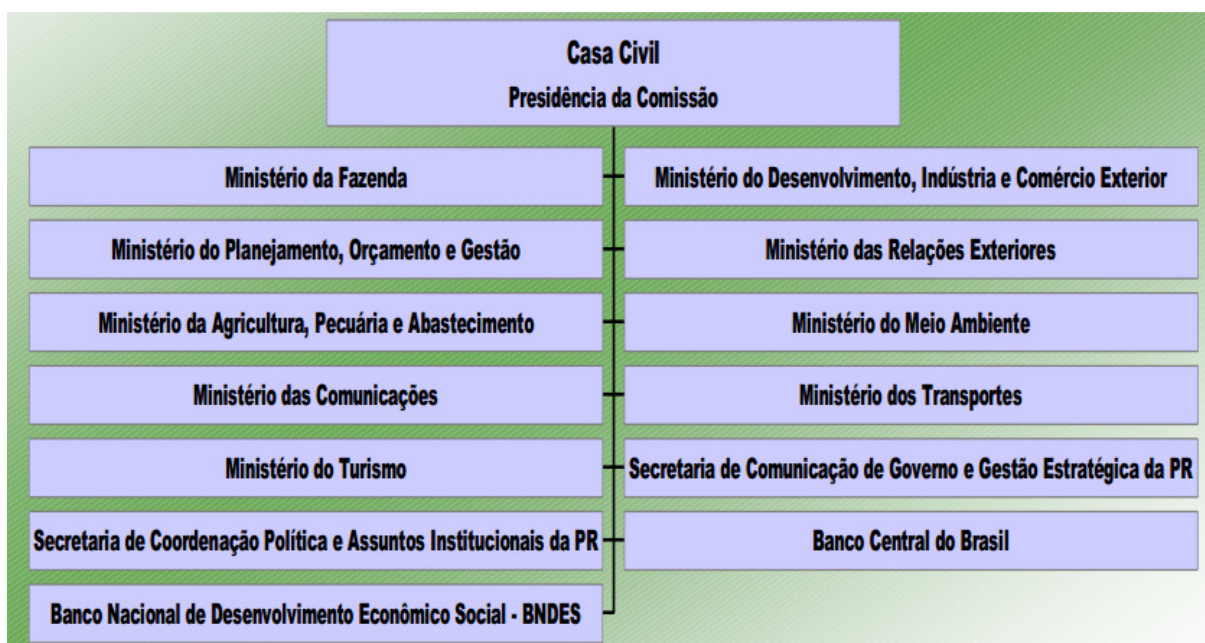 Casa Civil
Presidência da Comissão
Ministério da Fazenda
Ministério do Desenvolvimento, Indústria e Comércio Exterior
Ministério do Planejamento, Orçamento e Gestão
Ministério das Relações Exteriores
Ministério da Agricultura, Pecuária e Abastecimento
Ministério do Meio Ambiente
Ministério das Comunicações
Ministério dos Transportes
Ministério do Turismo
Secretaria de Comunicação de Governo e Gestão Estratégica da PR
Secretaria de Coordenação Política e Assuntos Institucionais da PR
Banco Central do Brasil
Banco Nacional de Desenvolvimento Econômico Social - BNDES